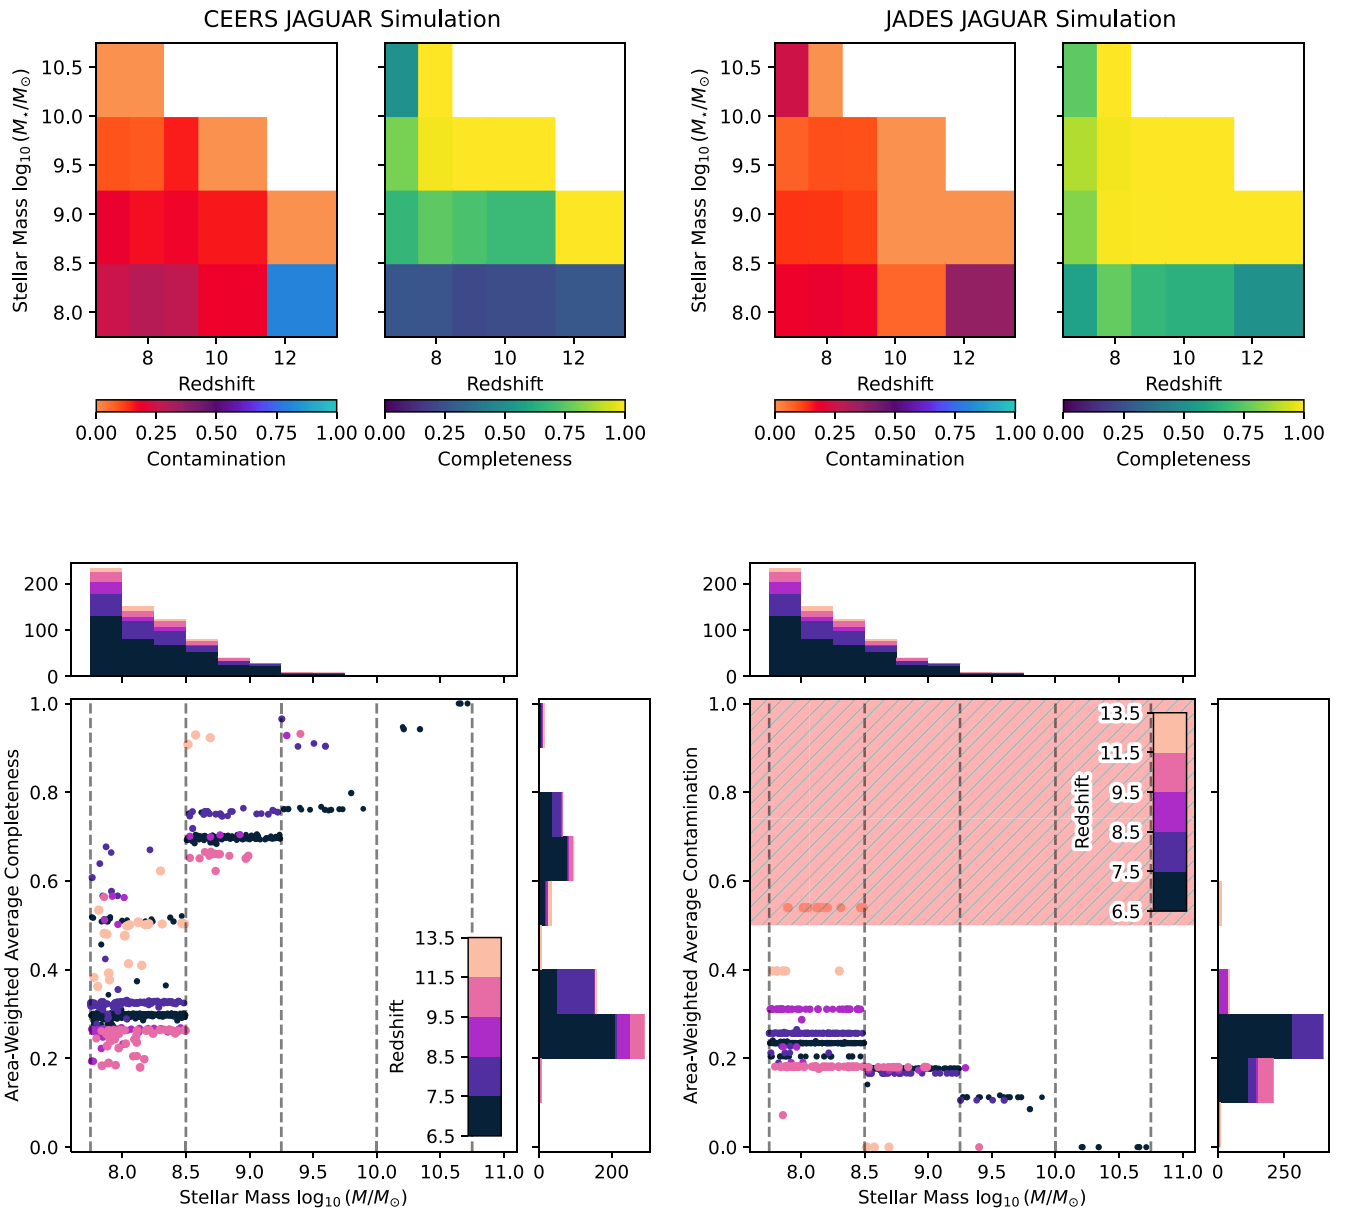 CEERS JAGUAR Simulation
JADES JAGUAR Simulation
Stellar Mass log₁₀ (M⋆/M⊙)
10.5
10.0
9.5
9.0
8.5
8.0
8 10 12
8 10 12
Redshift
Redshift
0.00 0.25 0.50 0.75 1.00
0.00 0.25 0.50 0.75 1.00
Contamination
Completeness
Stellar Mass log₁₀ (M⋆/M⊙)
10.5
10.0
9.5
9.0
8.5
8.0
8 10 12
8 10 12
Redshift
Redshift
0.00 0.25 0.50 0.75 1.00
0.00 0.25 0.50 0.75 1.00
Contamination
Completeness
200
100
0
Area-Weighted Average Completeness
1.0
0.8
0.6
0.4
0.2
0.0
Redshift
13.5
11.5
9.5
8.5
7.5
6.5
8.0 8.5 9.0 9.5 10.0 10.5 11.0
Stellar Mass log₁₀ (M/M⊙)
0 200
200
100
0
Area-Weighted Average Contamination
1.0
0.8
0.6
0.4
0.2
0.0
Redshift
13.5
11.5
9.5
8.5
7.5
6.5
8.0 8.5 9.0 9.5 10.0 10.5 11.0
Stellar Mass log₁₀ (M/M⊙)
0 250